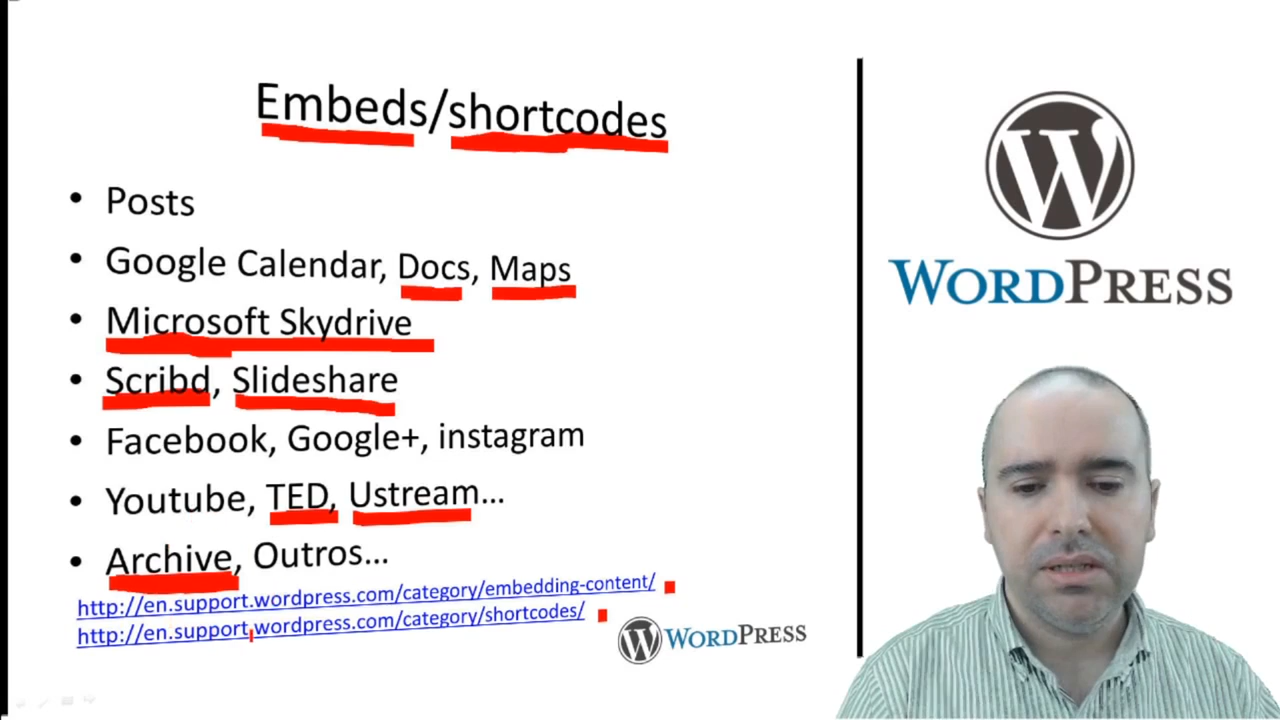 Embeds/shortcodes
• Posts
• Google Calendar, Docs, Maps
• Microsoft Skydrive
• Scribd, Slideshare
• Facebook, Google+, instagram
• Youtube, TED, Ustream...
• Archive, Outros...
http://en.support.wordpress.com/category/embedding-content/
http://en.support.wordpress.com/category/shortcodes/
WORDPRESS
WORDPRESS